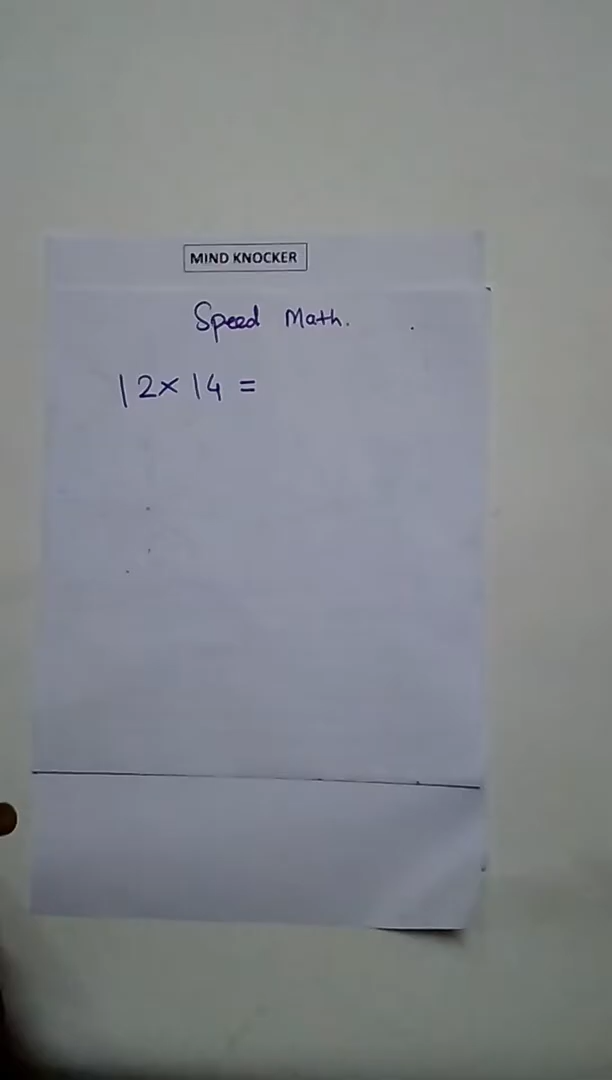 MIND KNOCKER
Speed Math.
12 × 14 =